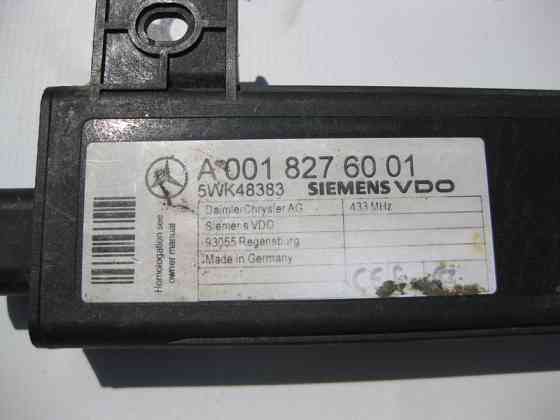 A 001 827 60 01
5WK48383 SIEMENS VDO
DaimlerChrysler AG 433 MHz
Siemens VDO
93055 Regensburg
Made in Germany
Homologation see
owner manual